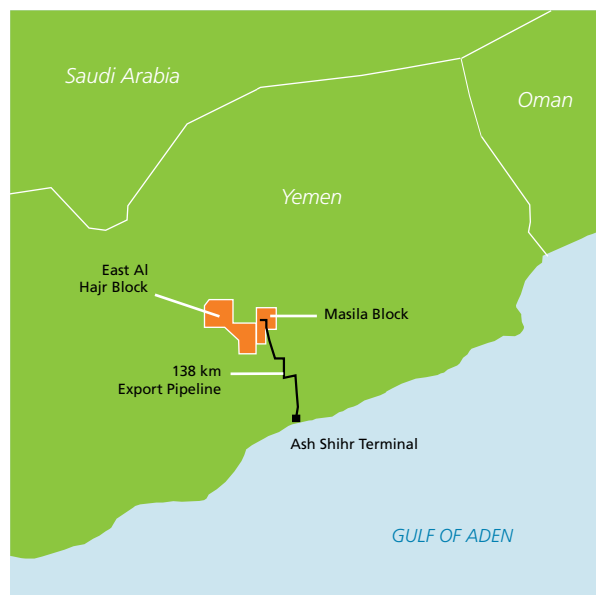 Saudi Arabia
Oman
Yemen
East Al
Hajr Block
Masila Block
138 km
Export Pipeline
Ash Shihr Terminal
GULF OF ADEN